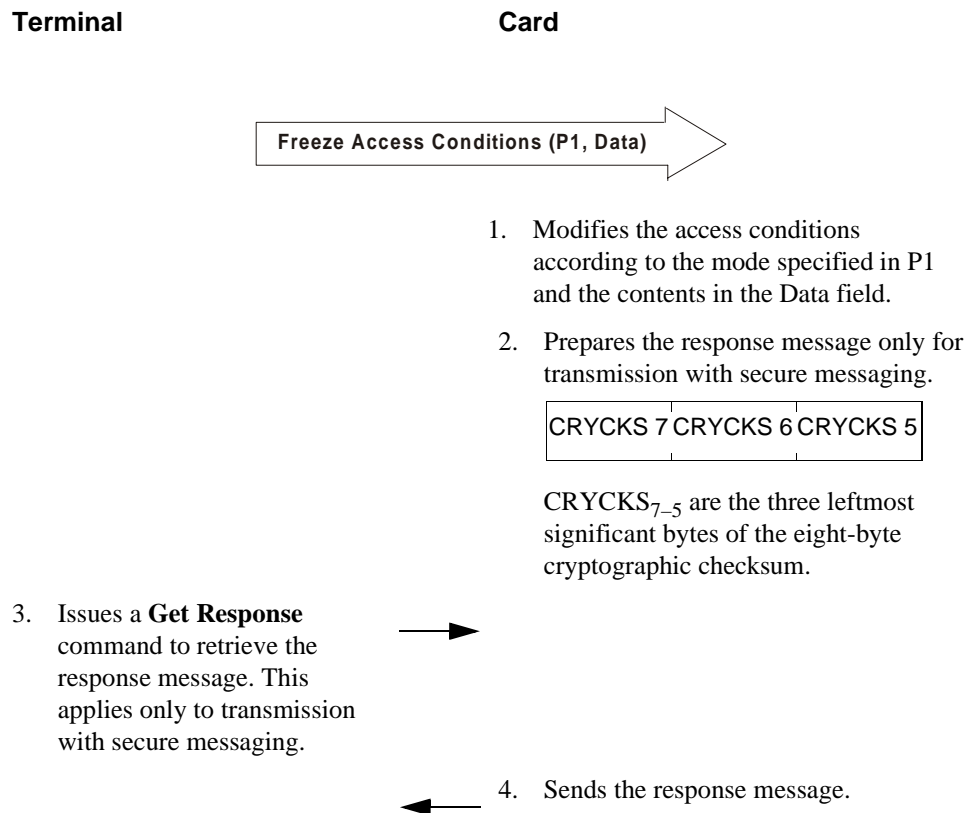 Terminal
Card
Freeze Access Conditions (P1, Data)
1. Modifies the access conditions
according to the mode specified in P1
and the contents in the Data field.
2. Prepares the response message only for
transmission with secure messaging.
CRYCKS 7 CRYCKS 6 CRYCKS 5
CRYCKS7–5 are the three leftmost
significant bytes of the eight-byte
cryptographic checksum.
3. Issues a Get Response
command to retrieve the
response message. This
applies only to transmission
with secure messaging.
4. Sends the response message.